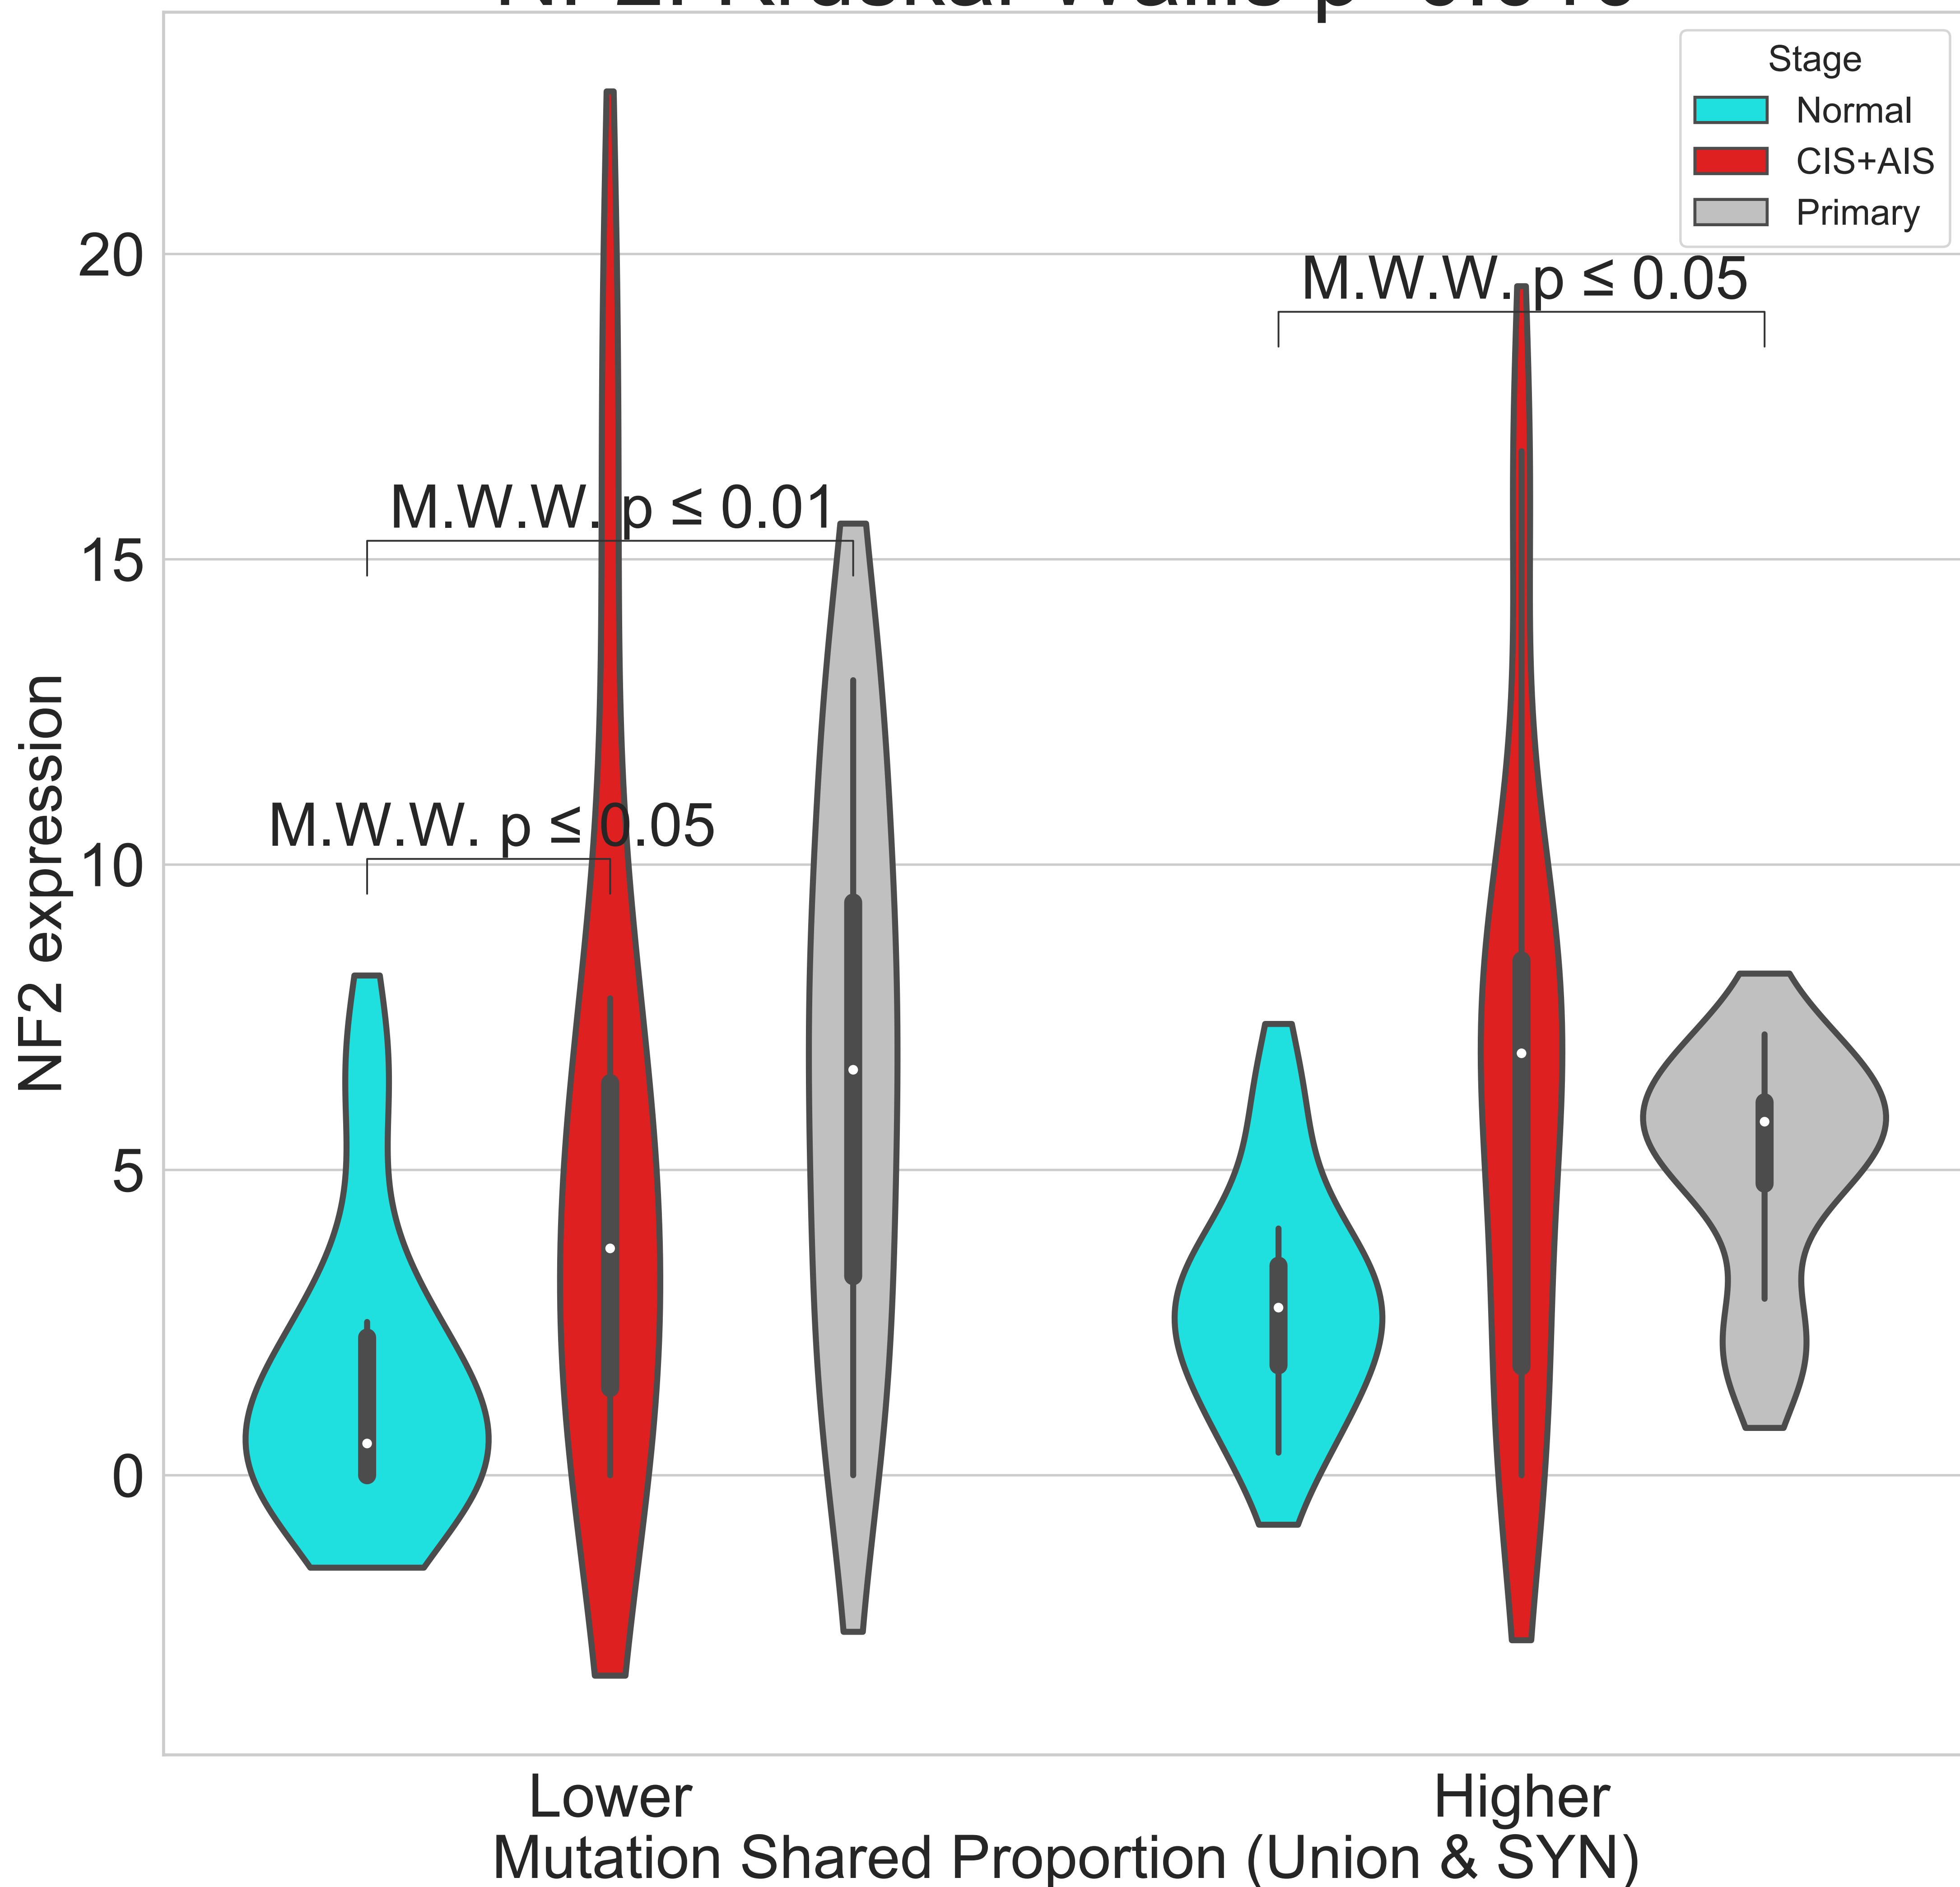 Stage
Normal
CIS+AIS
Primary
20
15
10
5
0
NF2 expression
M.W.W. p ≤ 0.05
M.W.W. p ≤ 0.01
M.W.W. p ≤ 0.05
Lower
Higher
Mutation Shared Proportion (Union & SYN)